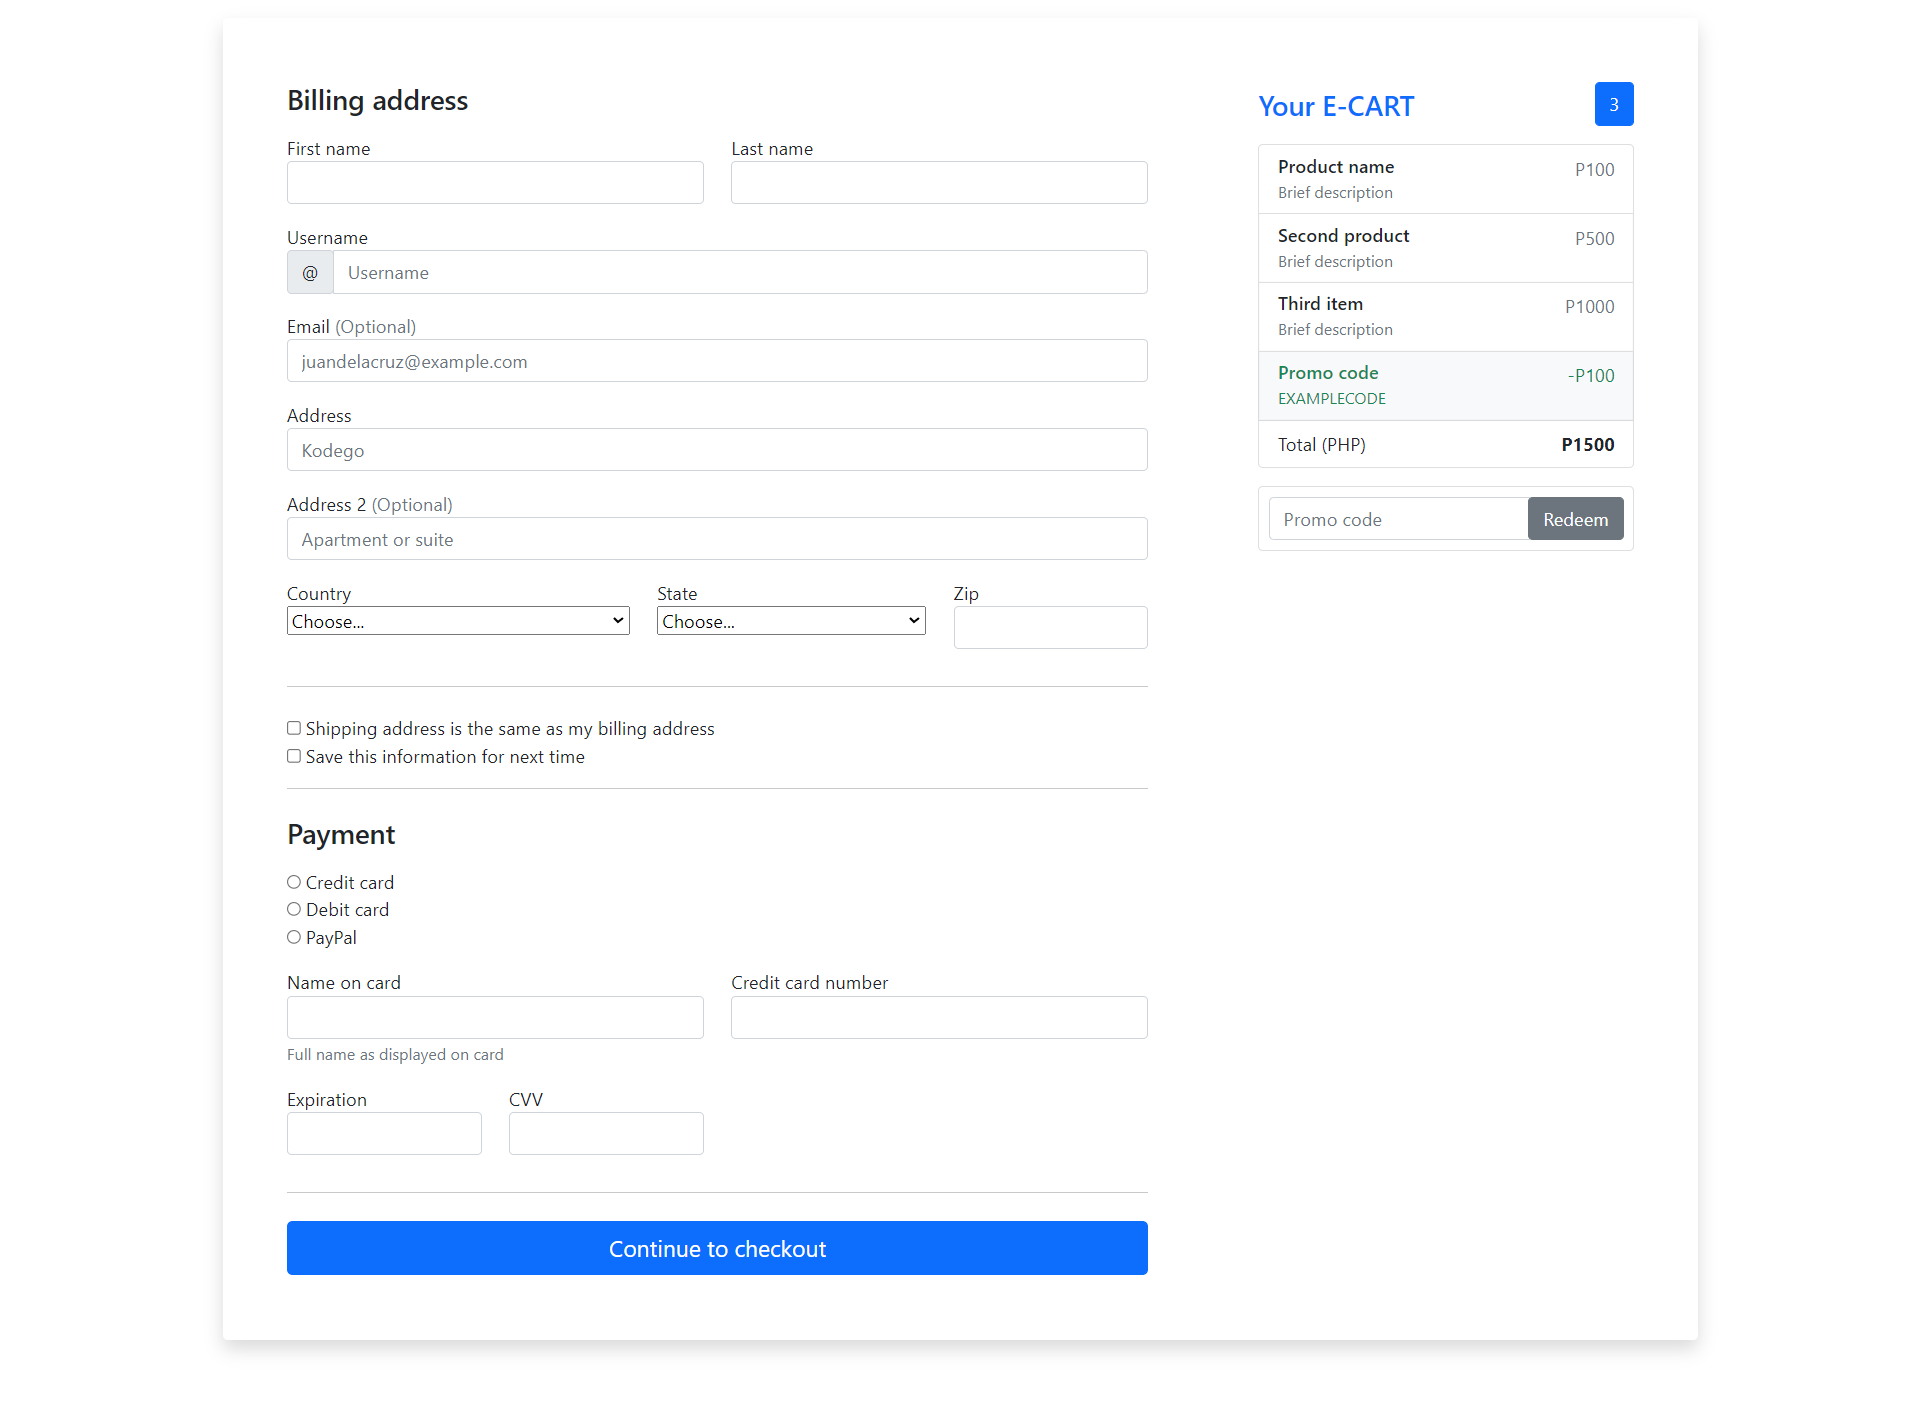 Billing address
First name
Last name
Username
@
Username
Email (Optional)
juandelacruz@example.com
Address
Kodego
Address 2 (Optional)
Apartment or suite
Country
State
Zip
Choose...
Choose...
Shipping address is the same as my billing address
Save this information for next time
Payment
Credit card
Debit card
PayPal
Name on card
Credit card number
Full name as displayed on card
Expiration
CVV
Continue to checkout
Your E-CART
3
Product name
P100
Brief description
Second product
P500
Brief description
Third item
P1000
Brief description
Promo code
-P100
EXAMPLECODE
Total (PHP)
P1500
Promo code
Redeem